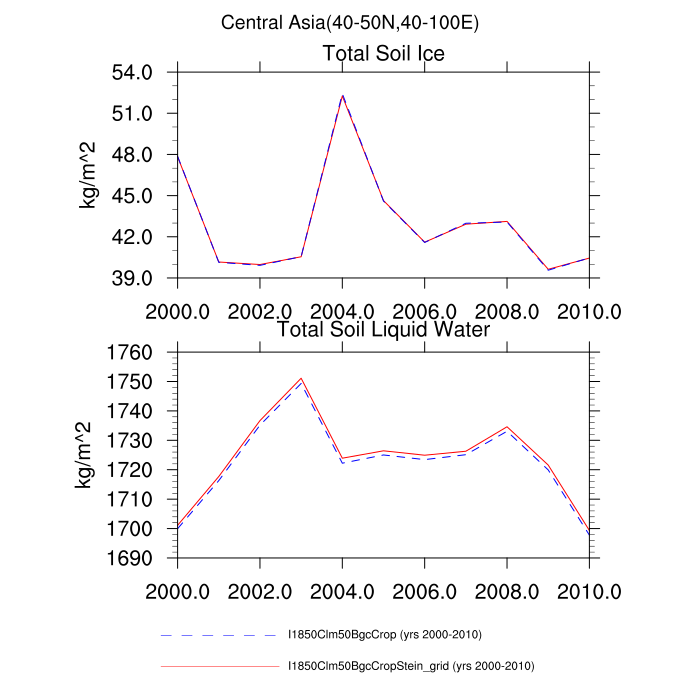 Central Asia(40-50N,40-100E)
Total Soil Ice
54.0
51.0
48.0
45.0
42.0
39.0
kg/m^2
2000.0 2002.0 2004.0 2006.0 2008.0 2010.0
Total Soil Liquid Water
1760
1750
1740
1730
1720
1710
1700
1690
kg/m^2
2000.0 2002.0 2004.0 2006.0 2008.0 2010.0
I1850Clm50BgcCrop (yrs 2000-2010)
I1850Clm50BgcCropStein_grid (yrs 2000-2010)